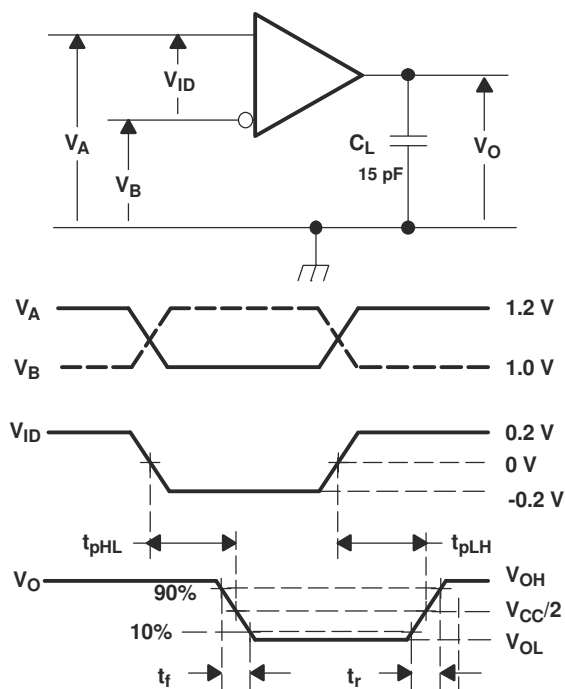 V_ID
V_A
V_B
C_L
15 pF
V_O
V_A
1.2 V
V_B
1.0 V
V_ID
0.2 V
0 V
-0.2 V
t_pHL
t_pLH
V_O
V_OH
90%
V_CC/2
10%
V_OL
t_f
t_r